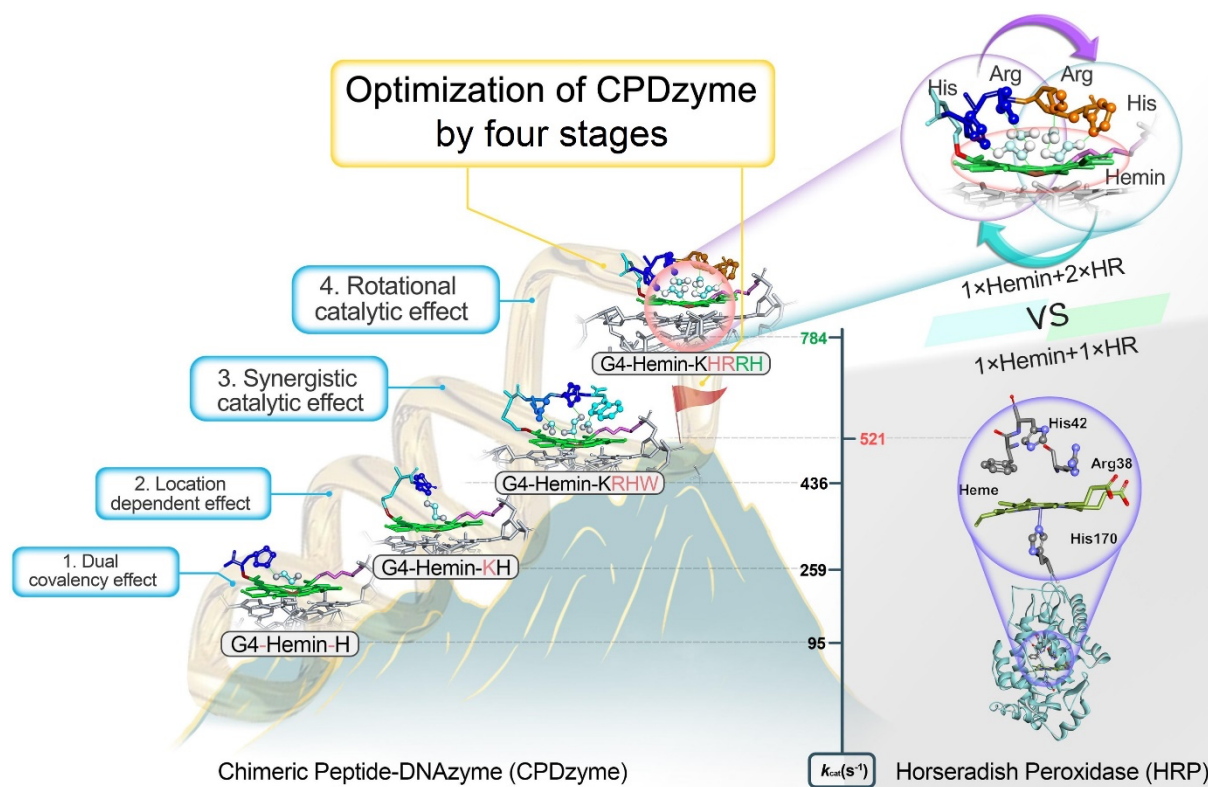 Optimization of CPDzyme
by four stages
His
Arg
Arg
His
Hemin
1×Hemin+2×HR
VS
1×Hemin+1×HR
4. Rotational
catalytic effect
3. Synergistic
catalytic effect
2. Location
dependent effect
1. Dual
covalency effect
G4-Hemin-KHRRH
G4-Hemin-KRHW
G4-Hemin-KH
G4-Hemin-H
784
521
436
259
95
kcat(s-1)
His42
Arg38
Heme
His170
Chimeric Peptide-DNAzyme (CPDzyme)
Horseradish Peroxidase (HRP)